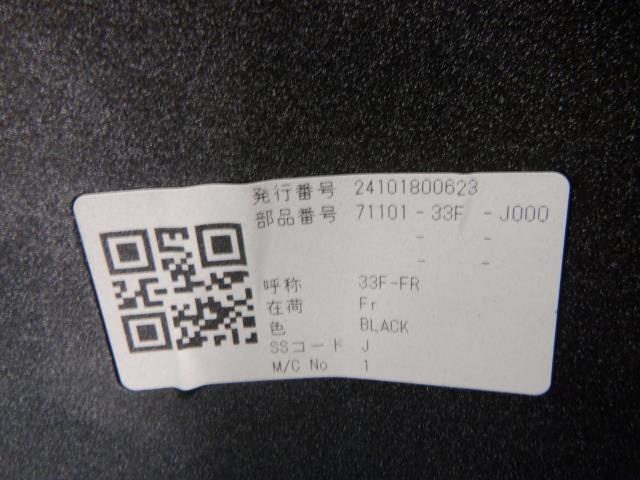 発行番号 24101800623
部品番号 71101-33F -J000
- -
- -
呼称 33F-FR
在荷 Fr
色 BLACK
SSコード J
M/C No 1